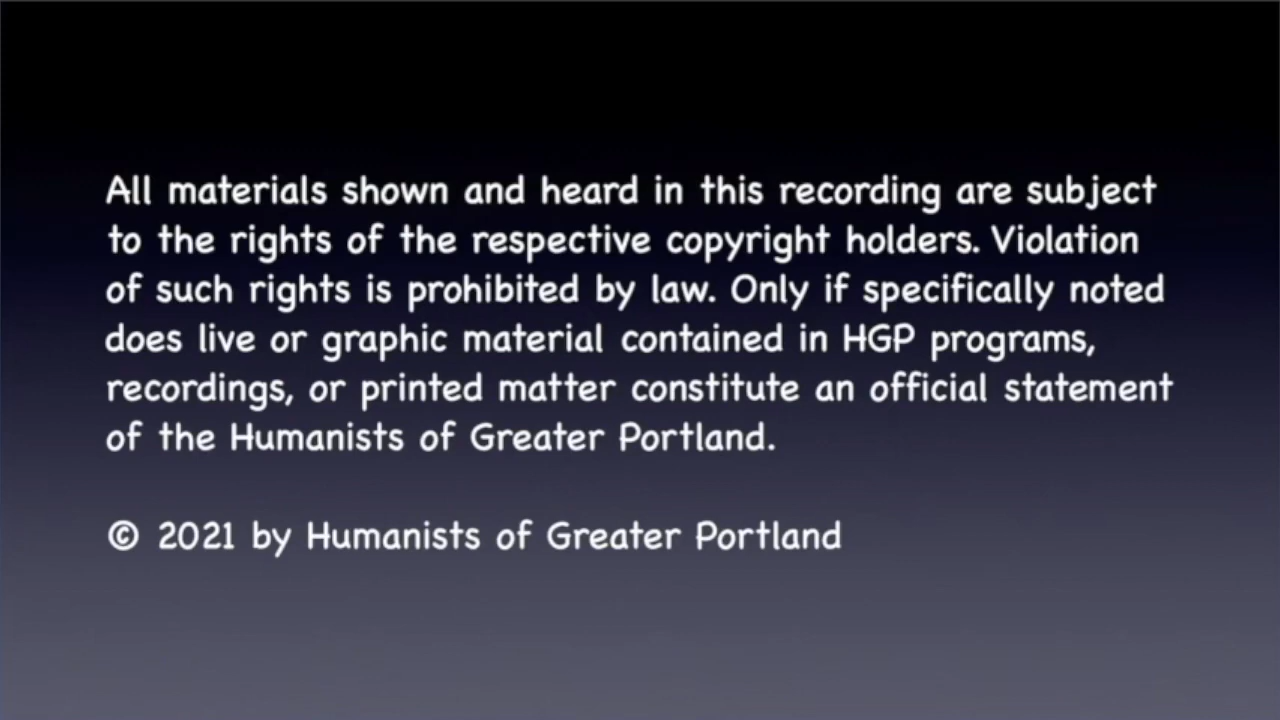 All materials shown and heard in this recording are subject
to the rights of the respective copyright holders. Violation
of such rights is prohibited by law. Only if specifically noted
does live or graphic material contained in HGP programs,
recordings, or printed matter constitute an official statement
of the Humanists of Greater Portland.
© 2021 by Humanists of Greater Portland